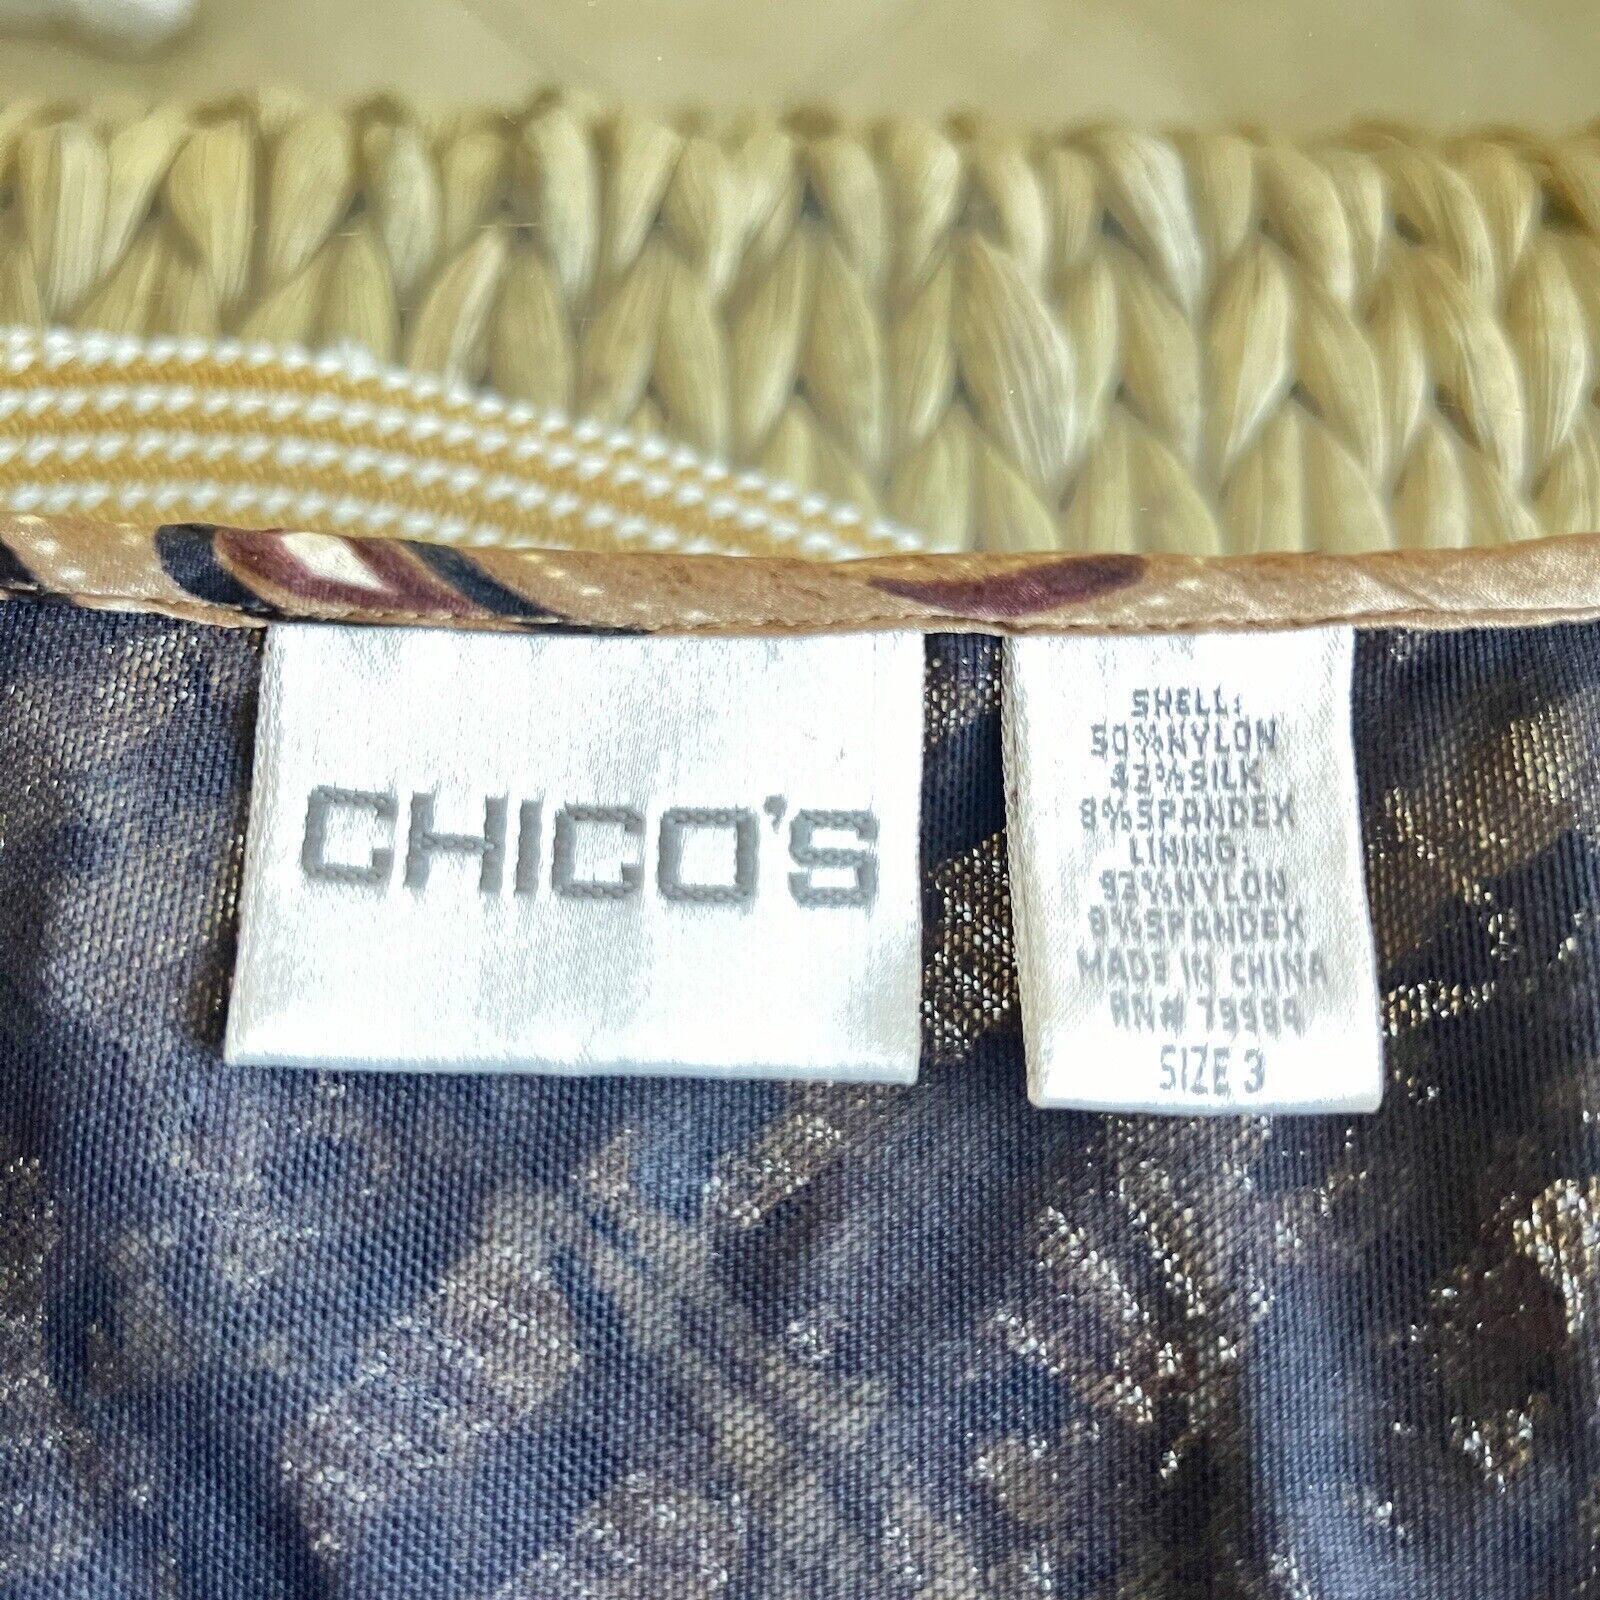 CHICO'S
SHELL:
50%NYLON
42%SILK
8%SPANDEX
LINING:
92%NYLON
8%SPANDEX
MADE IN CHINA
RN# 79984
SIZE 3